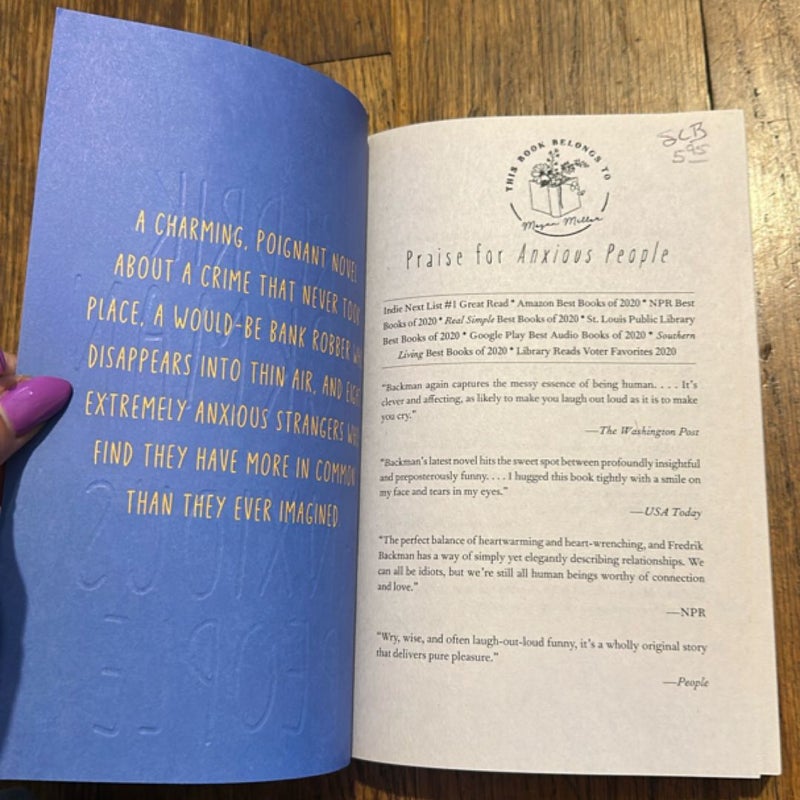 A CHARMING, POIGNANT NOVEL
ABOUT A CRIME THAT NEVER TOOK
PLACE, A WOULD-BE BANK ROBBER WH
DISAPPEARS INTO THIN AIR, AND EIGHT
EXTREMELY ANXIOUS STRANGERS WHO
FIND THEY HAVE MORE IN COMMON
THAN THEY EVER IMAGINED.
SCB
5 95
THIS BOOK BELONGS TO
Megan Miller
Praise for Anxious People
Indie Next List #1 Great Read * Amazon Best Books of 2020 * NPR Best
Books of 2020 * Real Simple Best Books of 2020 * St. Louis Public Library
Best Books of 2020 * Google Play Best Audio Books of 2020 * Southern
Living Best Books of 2020 * Library Reads Voter Favorites 2020
“Backman again captures the messy essence of being human. . . . It’s
clever and affecting, as likely to make you laugh out loud as it is to make
you cry.”
—The Washington Post
“Backman’s latest novel hits the sweet spot between profoundly insightful
and preposterously funny. . . . I hugged this book tightly with a smile on
my face and tears in my eyes.”
—USA Today
“The perfect balance of heartwarming and heart-wrenching, and Fredrik
Backman has a way of simply yet elegantly describing relationships. We
can all be idiots, but we’re still all human beings worthy of connection
and love.”
—NPR
“Wry, wise, and often laugh-out-loud funny, it’s a wholly original story
that delivers pure pleasure.”
—People